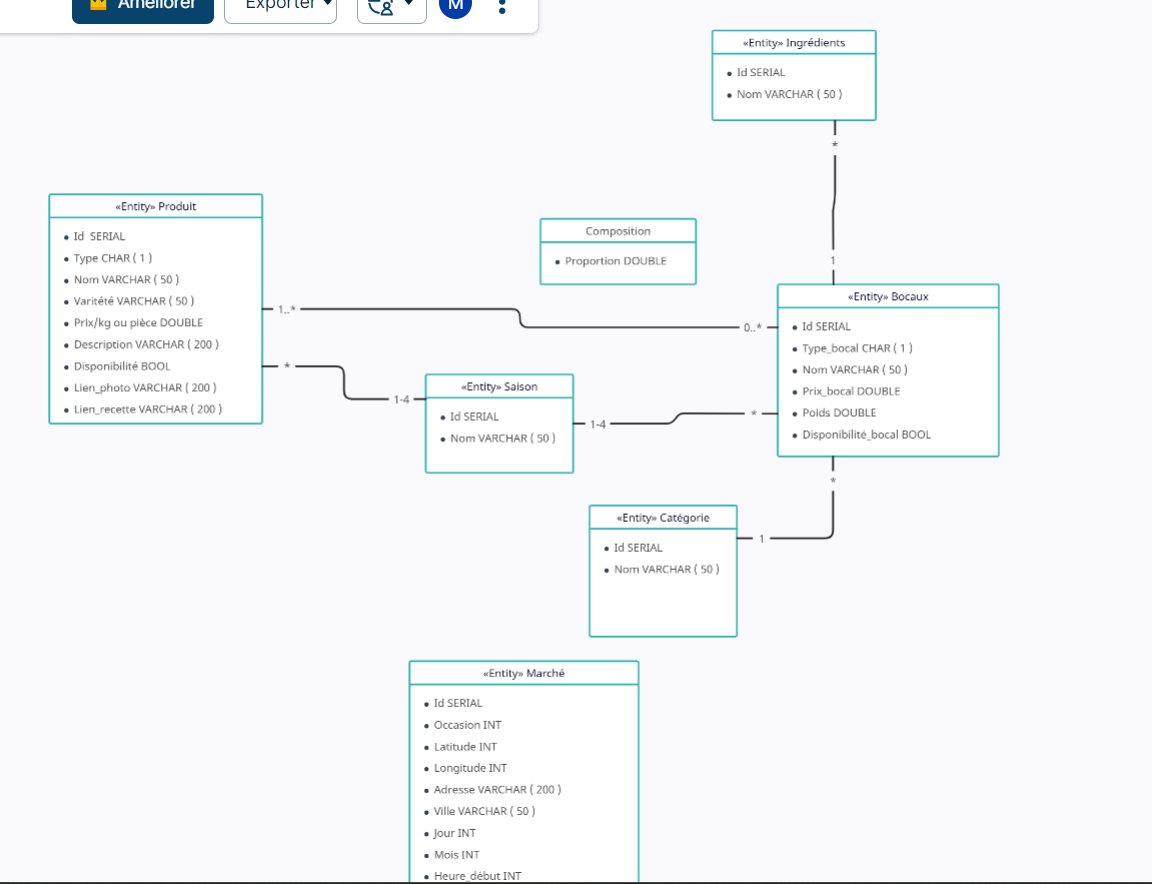 Améliorer
Exporter
M
«Entity» Ingrédients
Id SERIAL
Nom VARCHAR ( 50 )
*
1
«Entity» Produit
Id SERIAL
Type CHAR ( 1 )
Nom VARCHAR ( 50 )
Varitété VARCHAR ( 50 )
Prix/kg ou pièce DOUBLE
Description VARCHAR ( 200 )
Disponibilité BOOL
Lien_photo VARCHAR ( 200 )
Lien_recette VARCHAR ( 200 )
Composition
Proportion DOUBLE
1..*
0..*
«Entity» Bocaux
Id SERIAL
Type_bocal CHAR ( 1 )
Nom VARCHAR ( 50 )
Prix_bocal DOUBLE
Poids DOUBLE
Disponibilité_bocal BOOL
*
1-4
«Entity» Saison
Id SERIAL
Nom VARCHAR ( 50 )
1-4
*
*
1
«Entity» Catégorie
Id SERIAL
Nom VARCHAR ( 50 )
«Entity» Marché
Id SERIAL
Occasion INT
Latitude INT
Longitude INT
Adresse VARCHAR ( 200 )
Ville VARCHAR ( 50 )
Jour INT
Mois INT
Heure_début INT